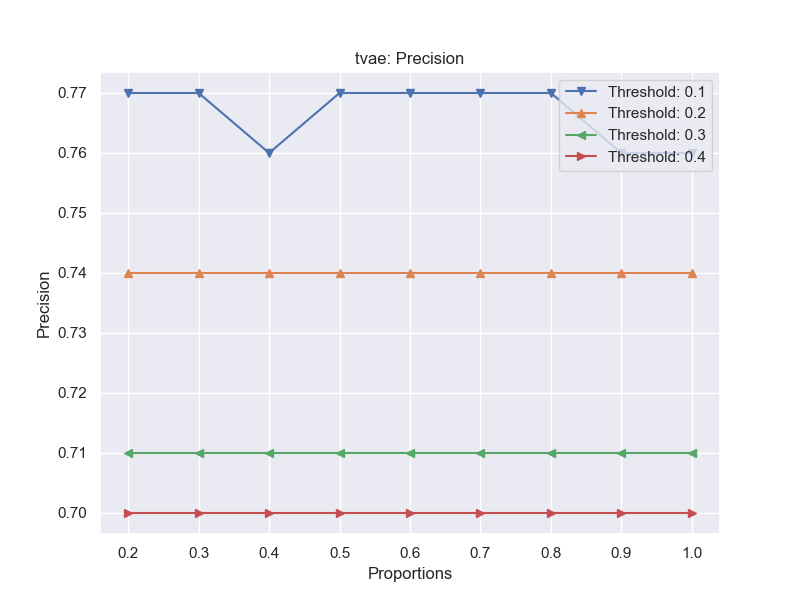 tvae: Precision
Threshold: 0.1
Threshold: 0.2
Threshold: 0.3
Threshold: 0.4
Precision
0.77
0.76
0.75
0.74
0.73
0.72
0.71
0.70
0.2 0.3 0.4 0.5 0.6 0.7 0.8 0.9 1.0
Proportions